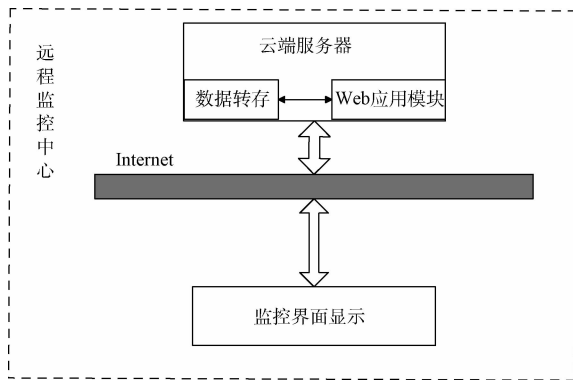 远程监控中心
云端服务器
数据转存
Web应用模块
Internet
监控界面显示